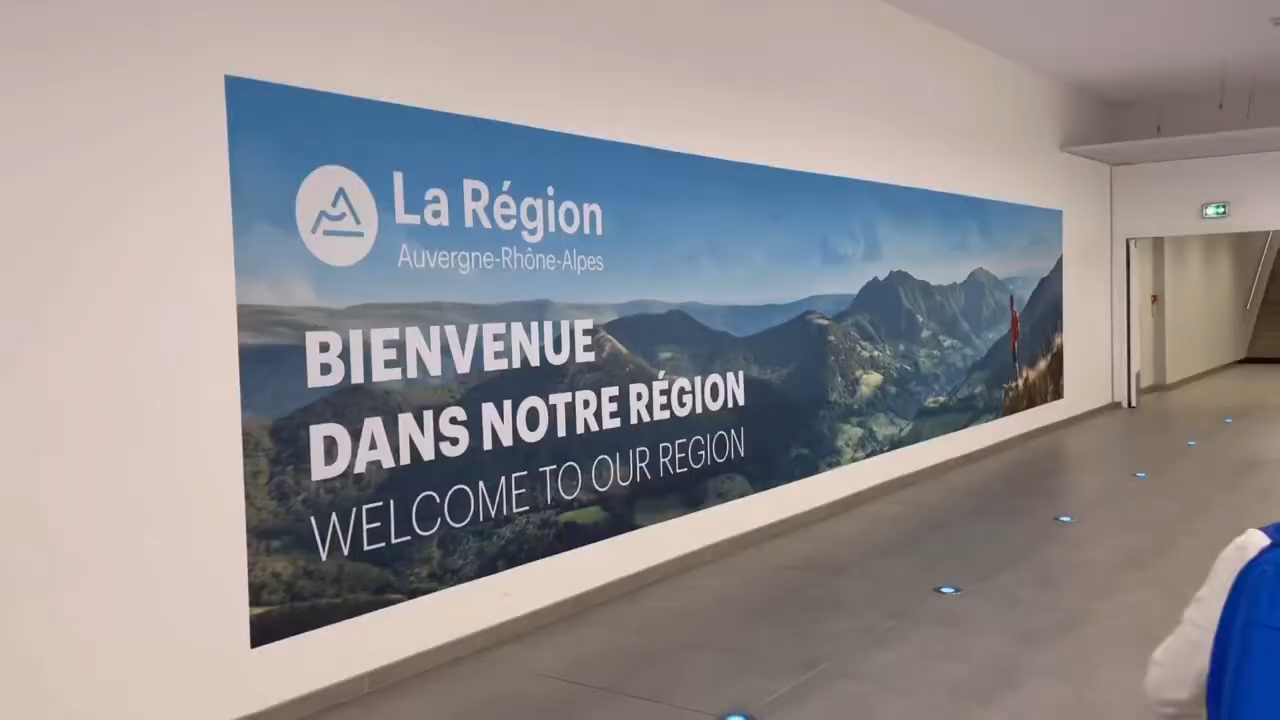 La Région
Auvergne-Rhône-Alpes
BIENVENUE
DANS NOTRE RÉGION
WELCOME TO OUR REGION